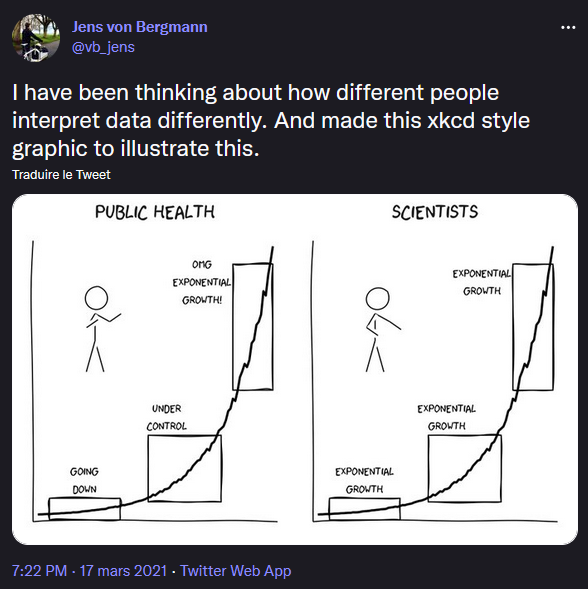 Jens von Bergmann
@vb_jens
I have been thinking about how different people
interpret data differently. And made this xkcd style
graphic to illustrate this.
Traduire le Tweet
PUBLIC HEALTH
OMG
EXPONENTIAL
GROWTH!
UNDER
CONTROL
GOING
DOWN
SCIENTISTS
EXPONENTIAL
GROWTH
EXPONENTIAL
GROWTH
EXPONENTIAL
GROWTH
7:22 PM · 17 mars 2021 · Twitter Web App